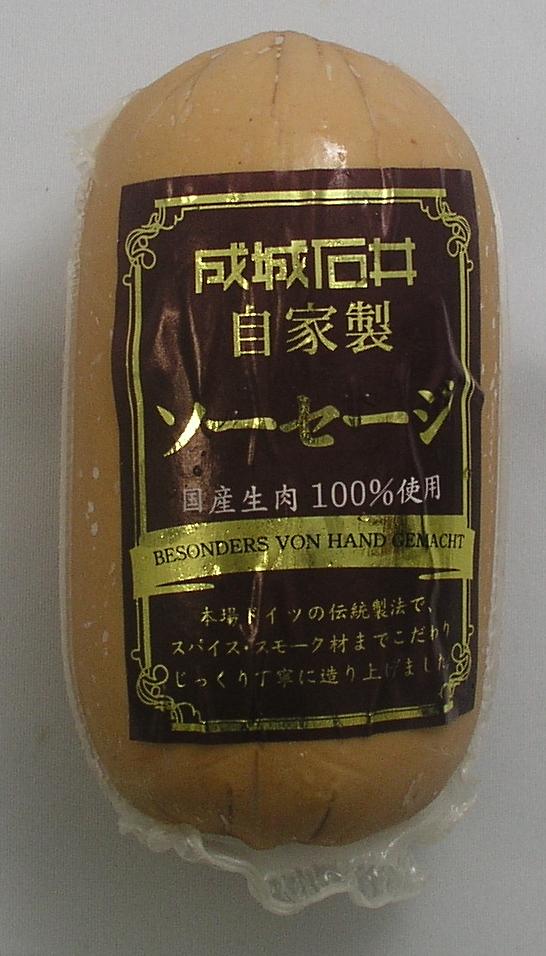 成城石井
自家製
ソーセージ
国産生肉 100%使用
BESONDERS VON HAND GEMACHT
本場ドイツの伝統製法で、
スパイス・スモーク材までこだわり
じっくり丁寧に造り上げました